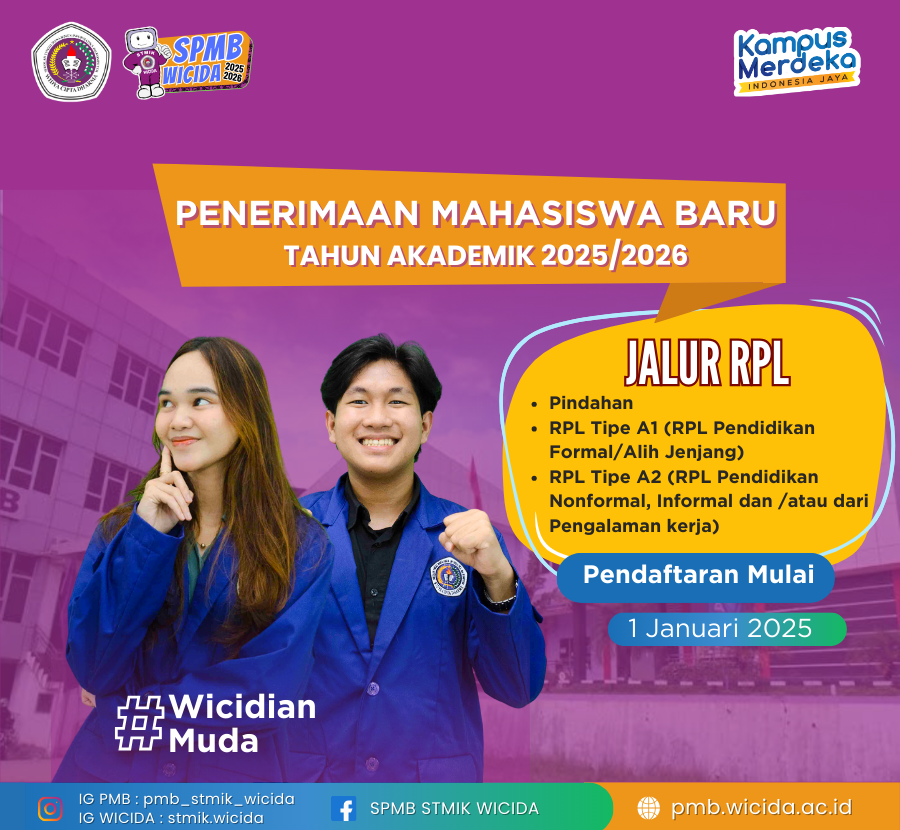 SPMB
WICIDA
2025
2026
STMIK
WIDIA
Kampus
Merdeka
INDONESIA JAYA
PENERIMAAN MAHASISWA BARU
TAHUN AKADEMIK 2025/2026
JALUR RPL
• Pindahan
• RPL Tipe A1 (RPL Pendidikan
Formal/Alih Jenjang)
• RPL Tipe A2 (RPL Pendidikan
Nonformal, Informal dan /atau dari
Pengalaman kerja)
Pendaftaran Mulai
1 Januari 2025
#Wicidian
Muda
IG PMB : pmb_stmik_wicida
IG WICIDA : stmik.wicida
SPMB STMIK WICIDA
pmb.wicida.ac.id